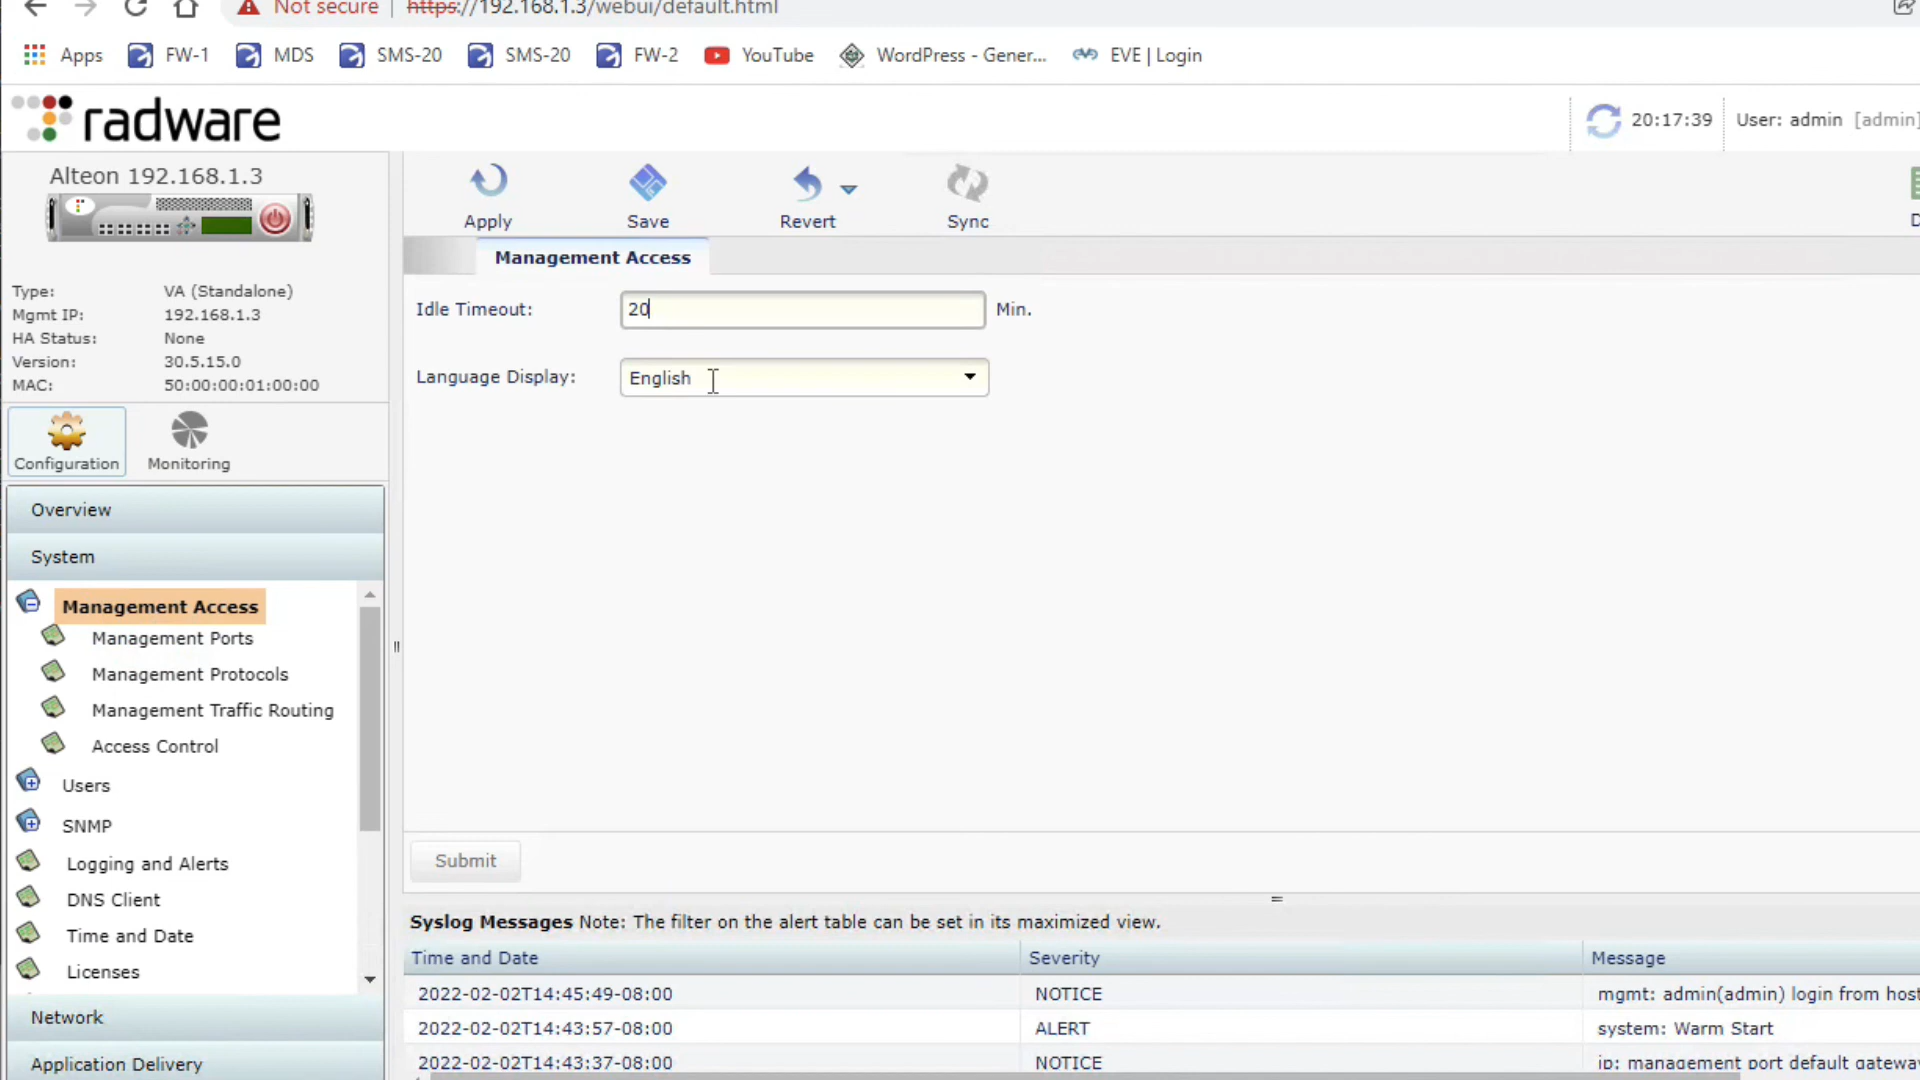 Not secure | https://192.168.1.3/webui/default.html
Apps FW-1 MDS SMS-20 SMS-20 FW-2 YouTube WordPress - Gener... EVE | Login
radware
20:17:39 User: admin [admin]
Alteon 192.168.1.3
Apply Save Revert Sync
Management Access
Type: VA (Standalone)
Mgmt IP: 192.168.1.3
HA Status: None
Version: 30.5.15.0
MAC: 50:00:00:01:00:00
Idle Timeout: 20 Min.
Language Display: English
Configuration Monitoring
Overview
System
Management Access
Management Ports
Management Protocols
Management Traffic Routing
Access Control
Users
SNMP
Logging and Alerts
DNS Client
Time and Date
Licenses
Network
Application Delivery
Submit
Syslog Messages Note: The filter on the alert table can be set in its maximized view.
Time and Date Severity Message
2022-02-02T14:45:49-08:00 NOTICE mgmt: admin(admin) login from host
2022-02-02T14:43:57-08:00 ALERT system: Warm Start
2022-02-02T14:43:37-08:00 NOTICE ip: management port default gateway